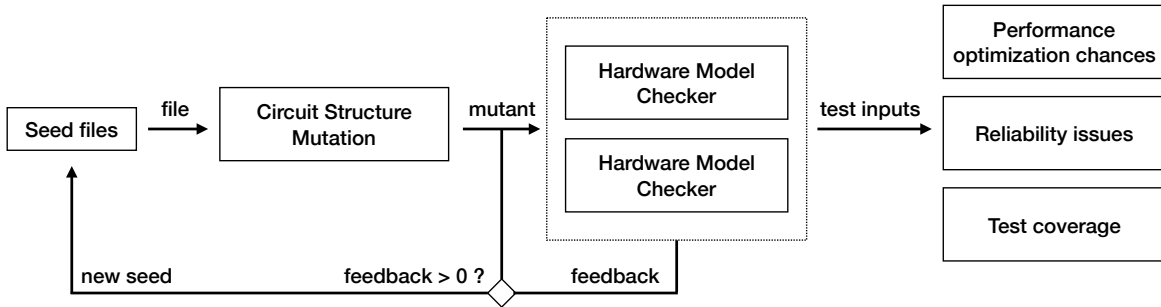 Seed files
file
Circuit Structure
Mutation
mutant
Hardware Model
Checker
Hardware Model
Checker
test inputs
Performance
optimization chances
Reliability issues
Test coverage
new seed
feedback > 0 ?
feedback